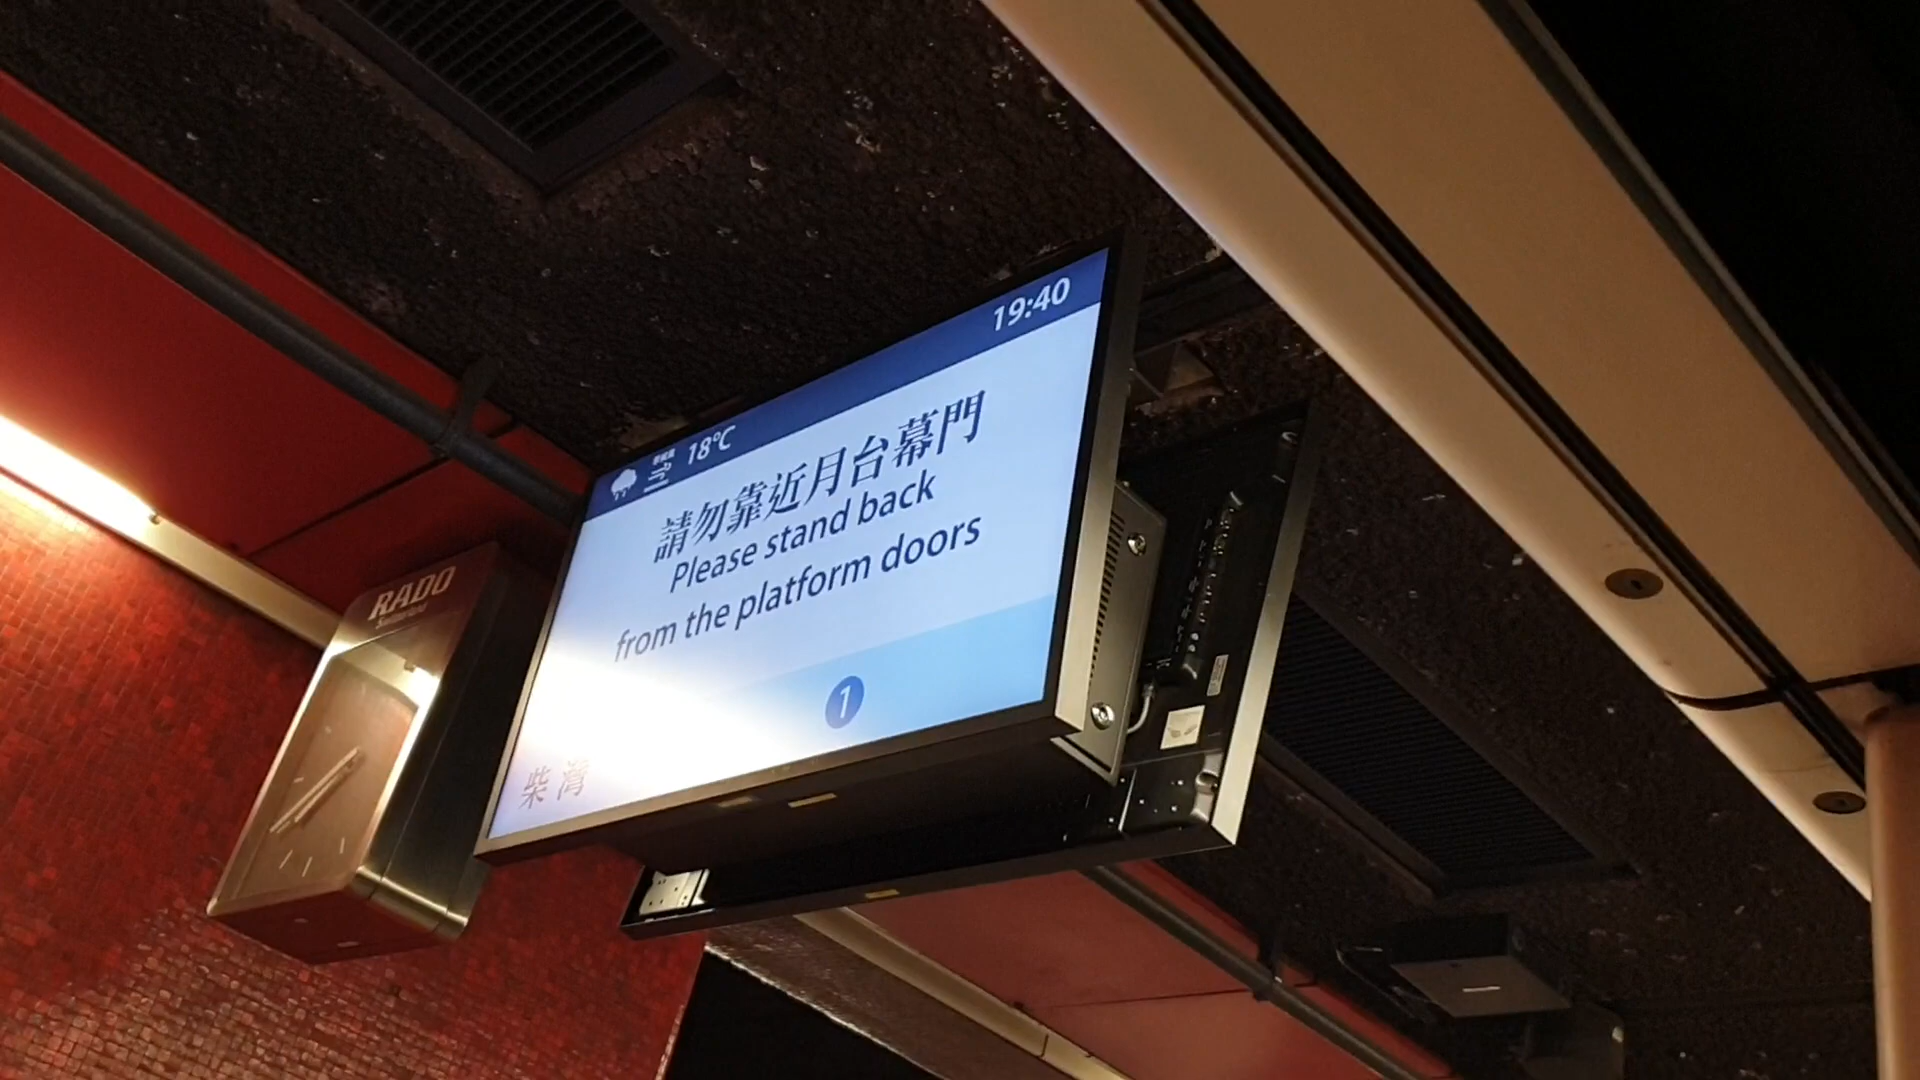 19:40
18°C
請勿靠近月台幕門
Please stand back
from the platform doors
1
柴灣
RADO
Switzerland